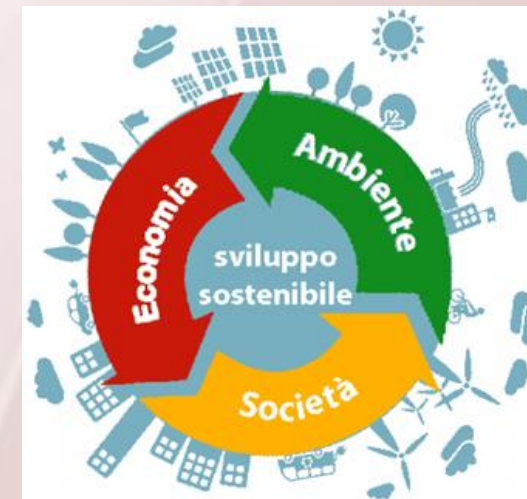 Ambiente
Economia
sviluppo
sostenibile
Società